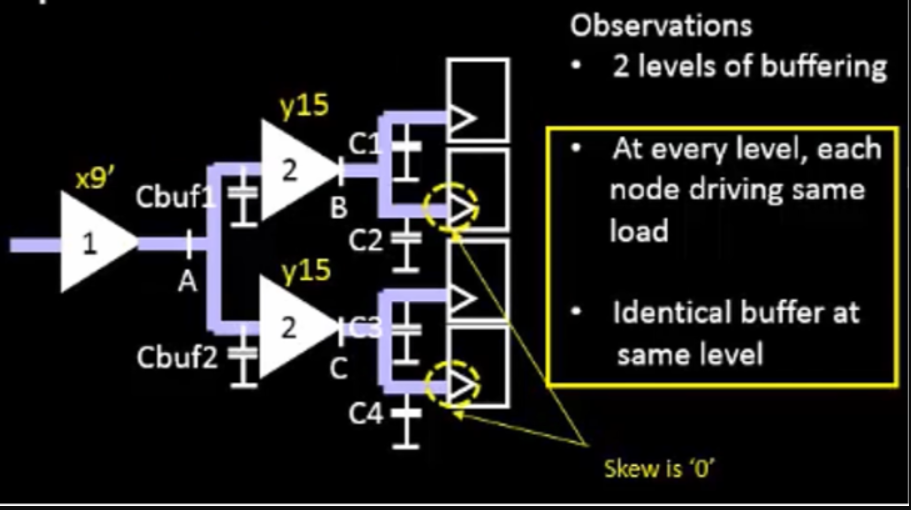 Observations
• 2 levels of buffering
• At every level, each
node driving same
load
• Identical buffer at
same level
Skew is ‘0’
x9’
1
A
Cbuf1
Cbuf2
y15
2
B
y15
2
C
C1
C2
C3
C4